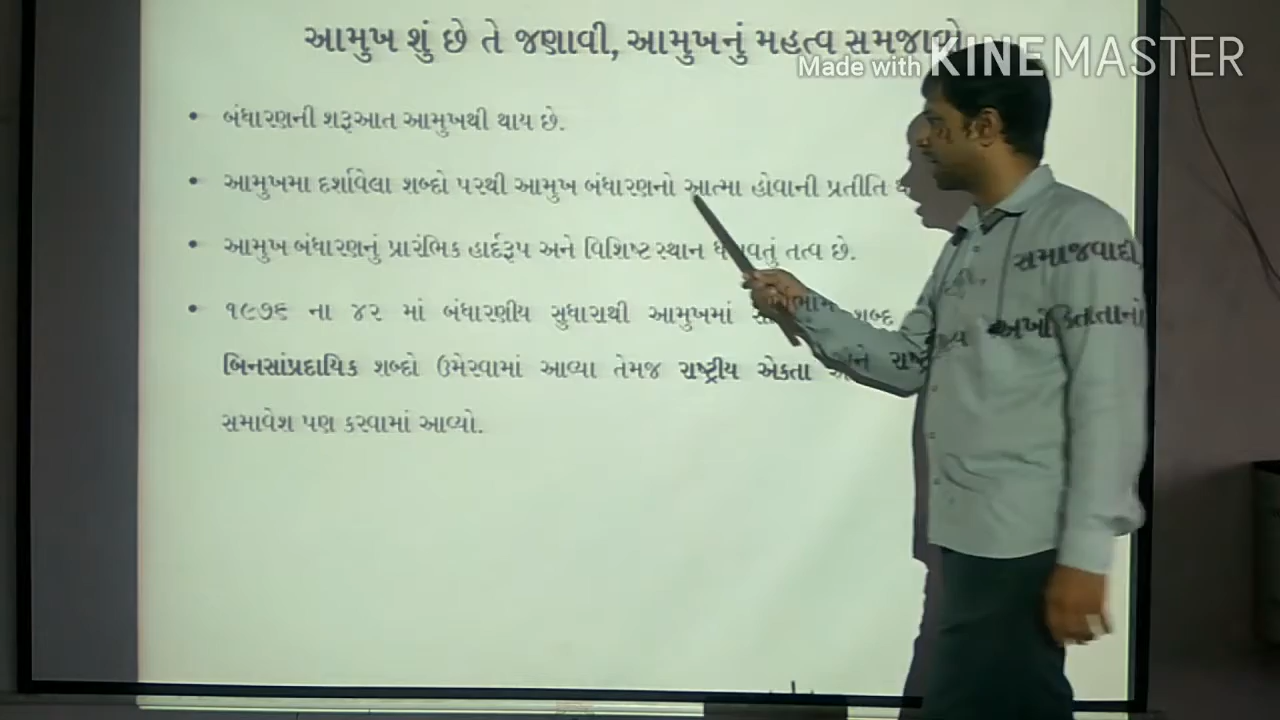 આમુખ શું છે તે જણાવી, આમુખનું મહત્વ સમજાવો
Made with KINEMASTER
• બંધારણની શરૂઆત આમુખથી થાય છે.
• આમુખમા દર્શાવેલા શબ્દો પરથી આમુખ બંધારણનો આત્મા હોવાની પ્રતીતિ
• આમુખ બંધારણનું પ્રારંભિક હાર્દરૂપ અને વિશિષ્ટ સ્થાન ધરાવતું તત્વ છે.
• ૧૯૭૬ ના ૪૨ માં બંધારણીય સુધારાથી આમુખમાં શબ્દ સમાજવાદી,
બિનસાંપ્રદાયિક શબ્દો ઉમેરવામાં આવ્યા તેમજ રાષ્ટ્રીય એકતા અને અખંડિતતાનો
સમાવેશ પણ કરવામાં આવ્યો.